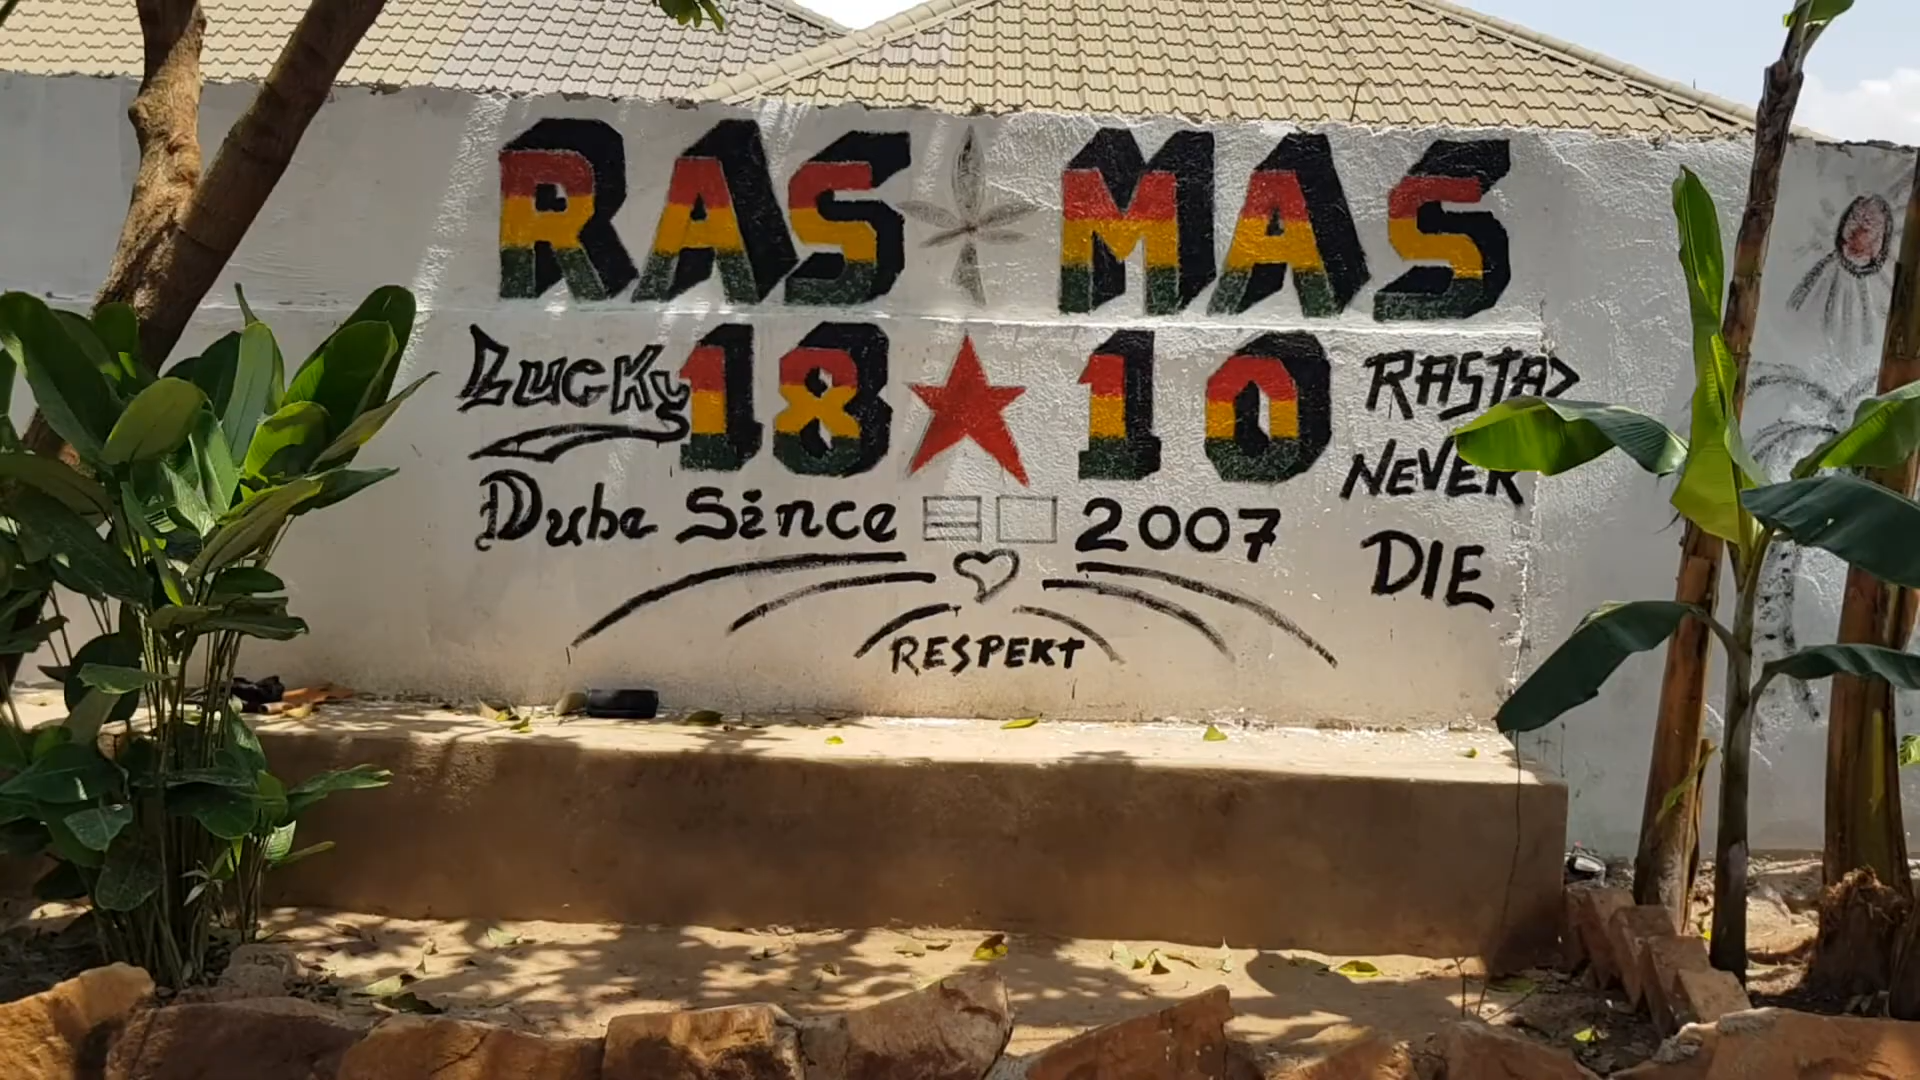 RAS MAS
Lucky 18 ★ 10 RASTA
Dube Since 2007 NEVER
DIE
RESPEKT